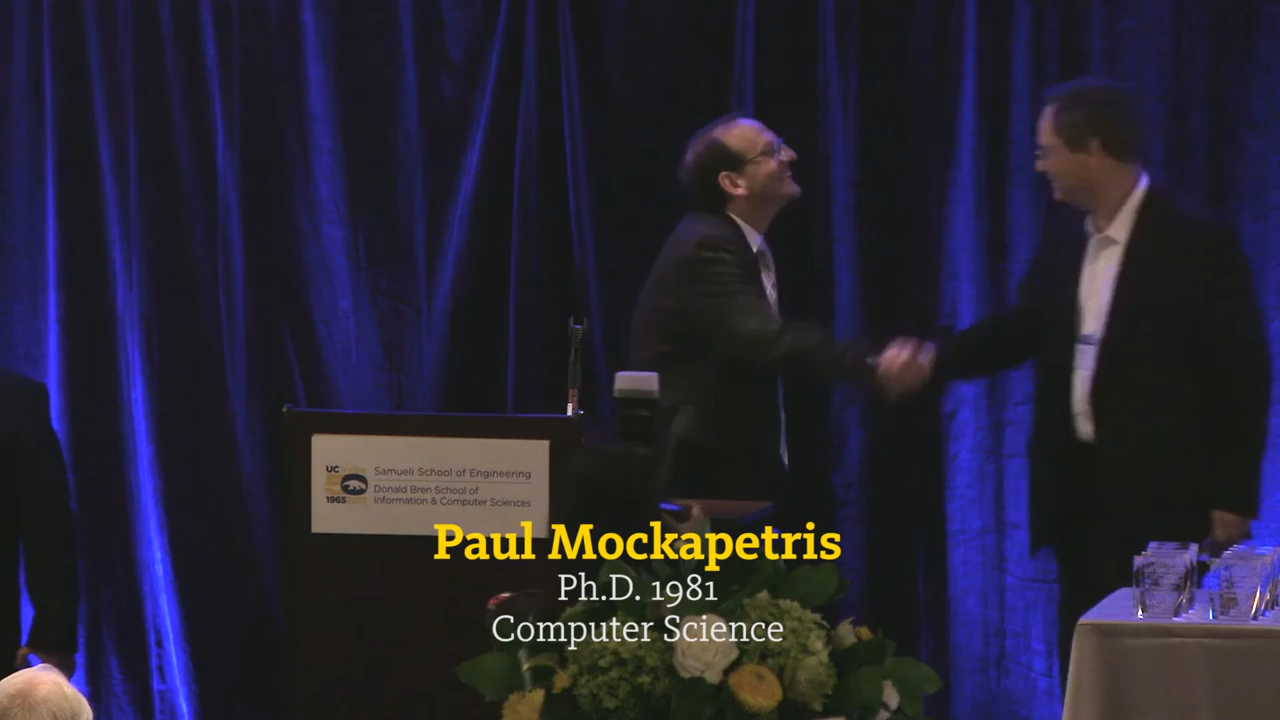 UC
Samueli School of Engineering
50
Donald Bren School of
1965
Information & Computer Sciences
Paul Mockapetris
Ph.D. 1981
Computer Science